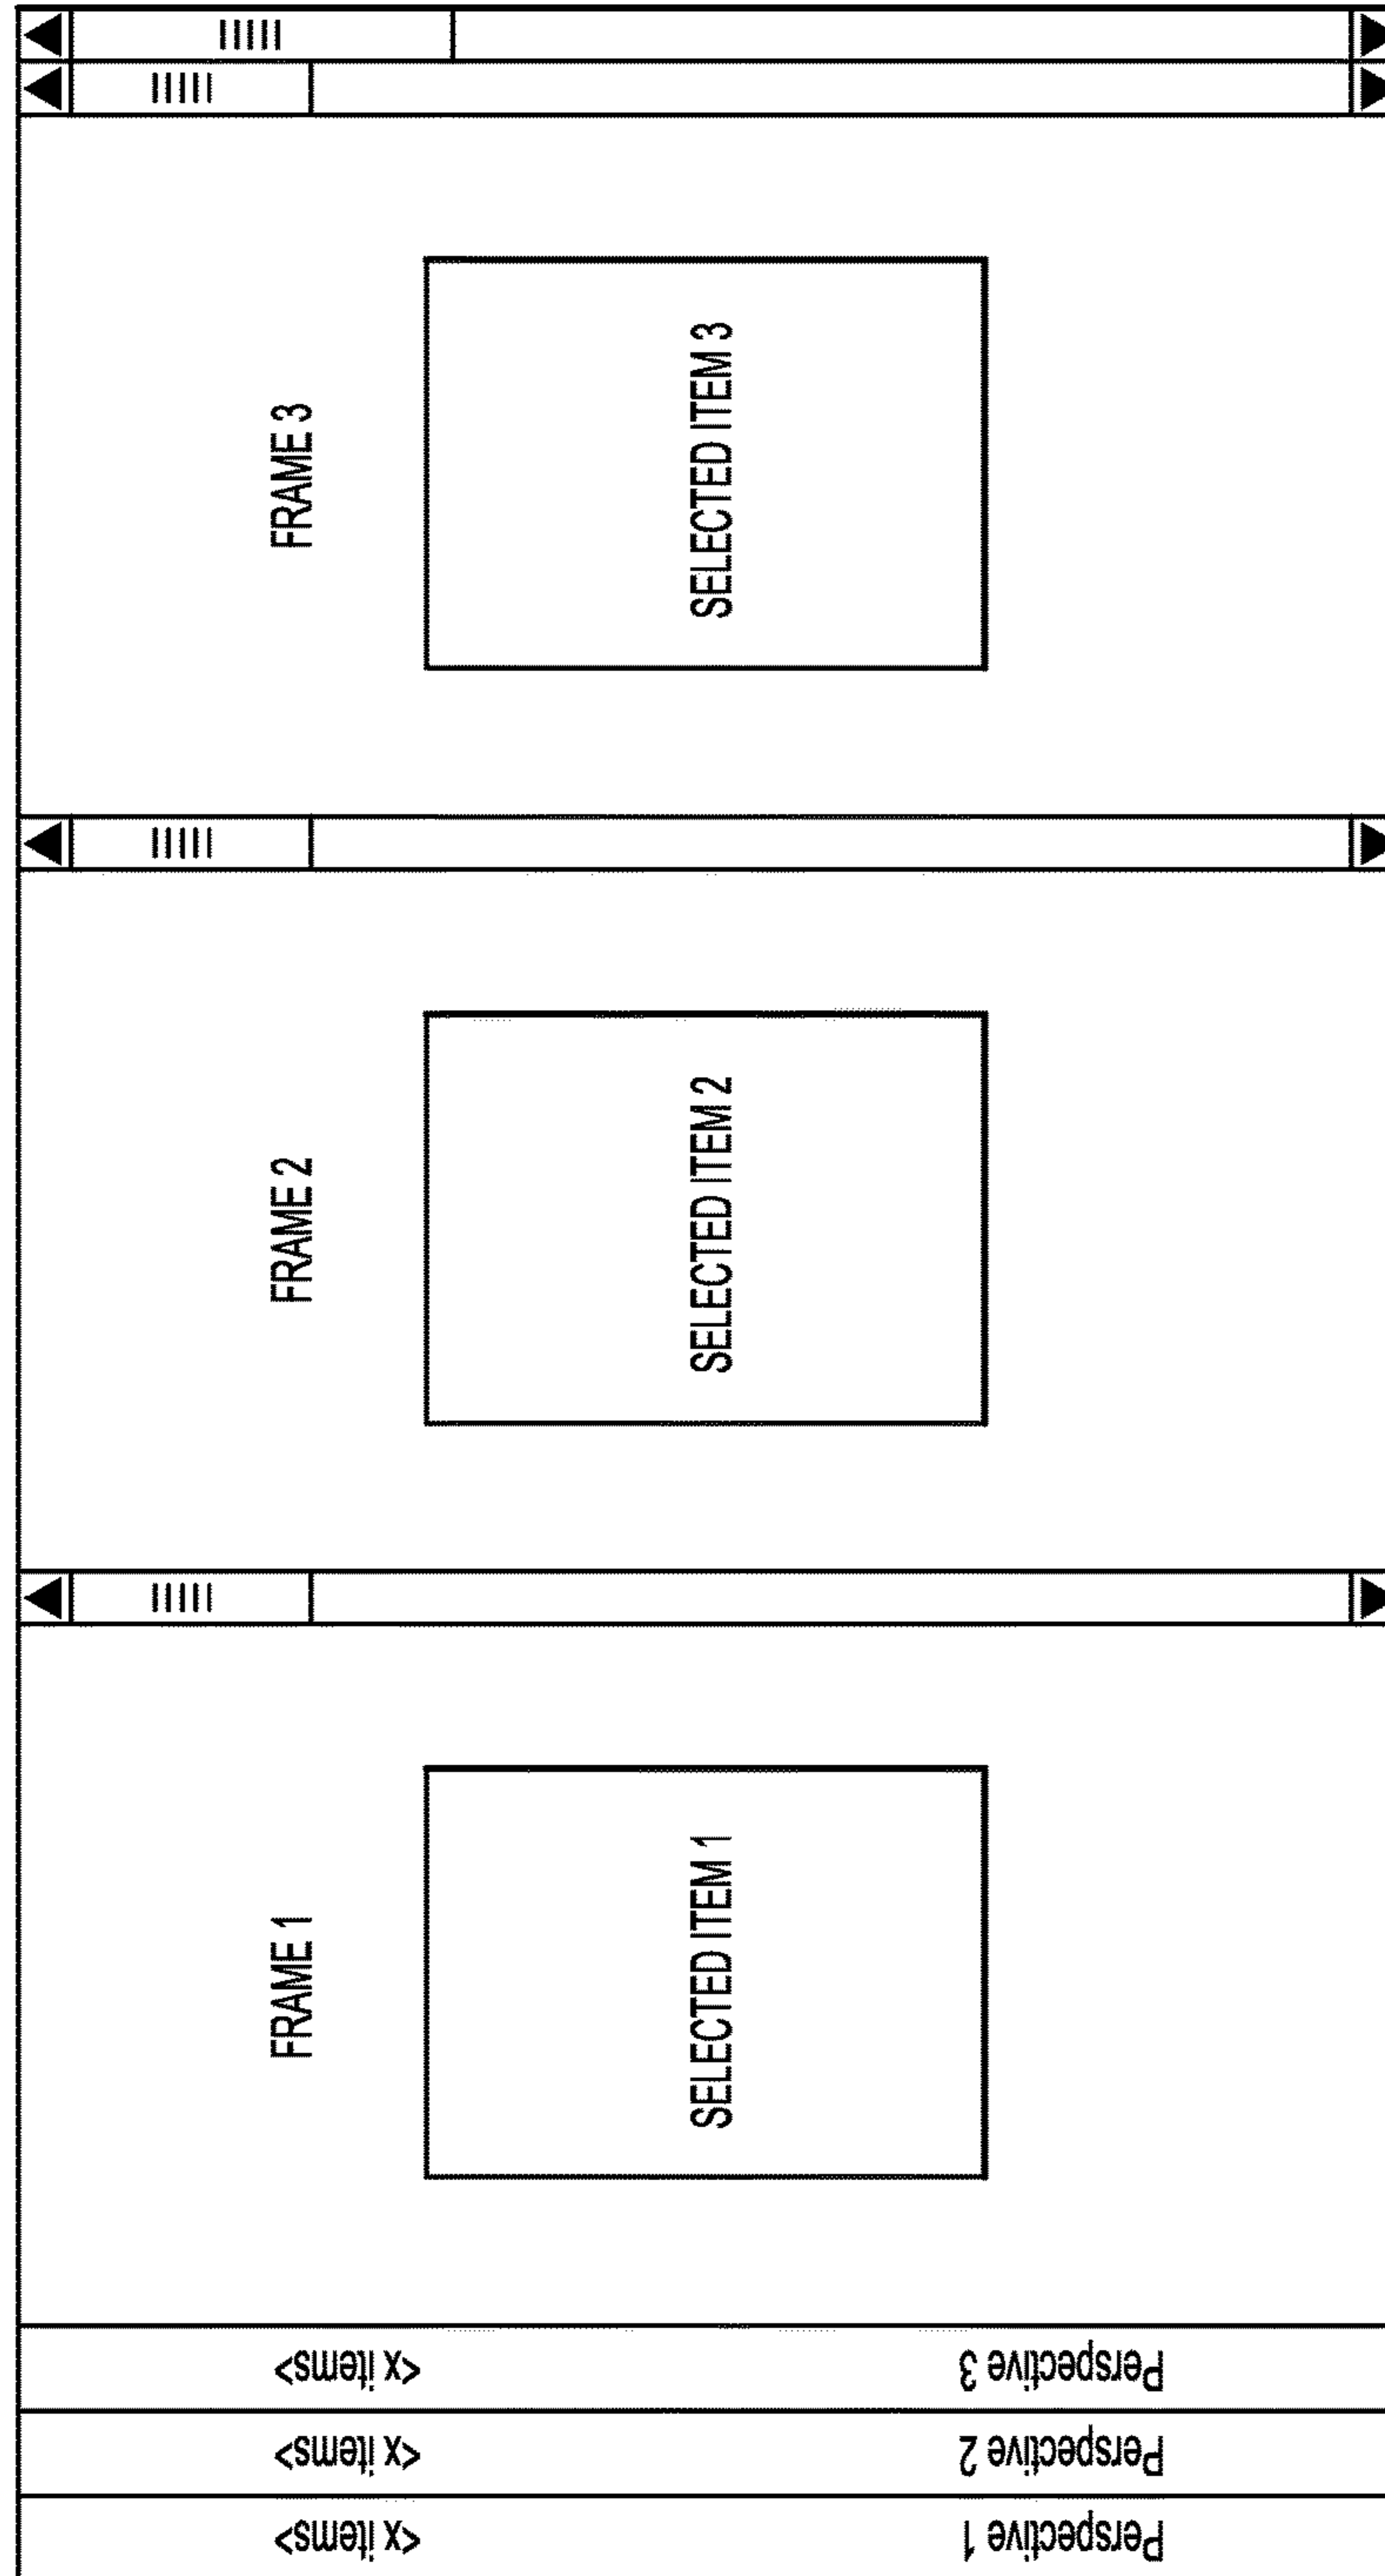 Perspective 1
<x items>
Perspective 2
<x items>
Perspective 3
<x items>
FRAME 1
SELECTED ITEM 1
FRAME 2
SELECTED ITEM 2
FRAME 3
SELECTED ITEM 3